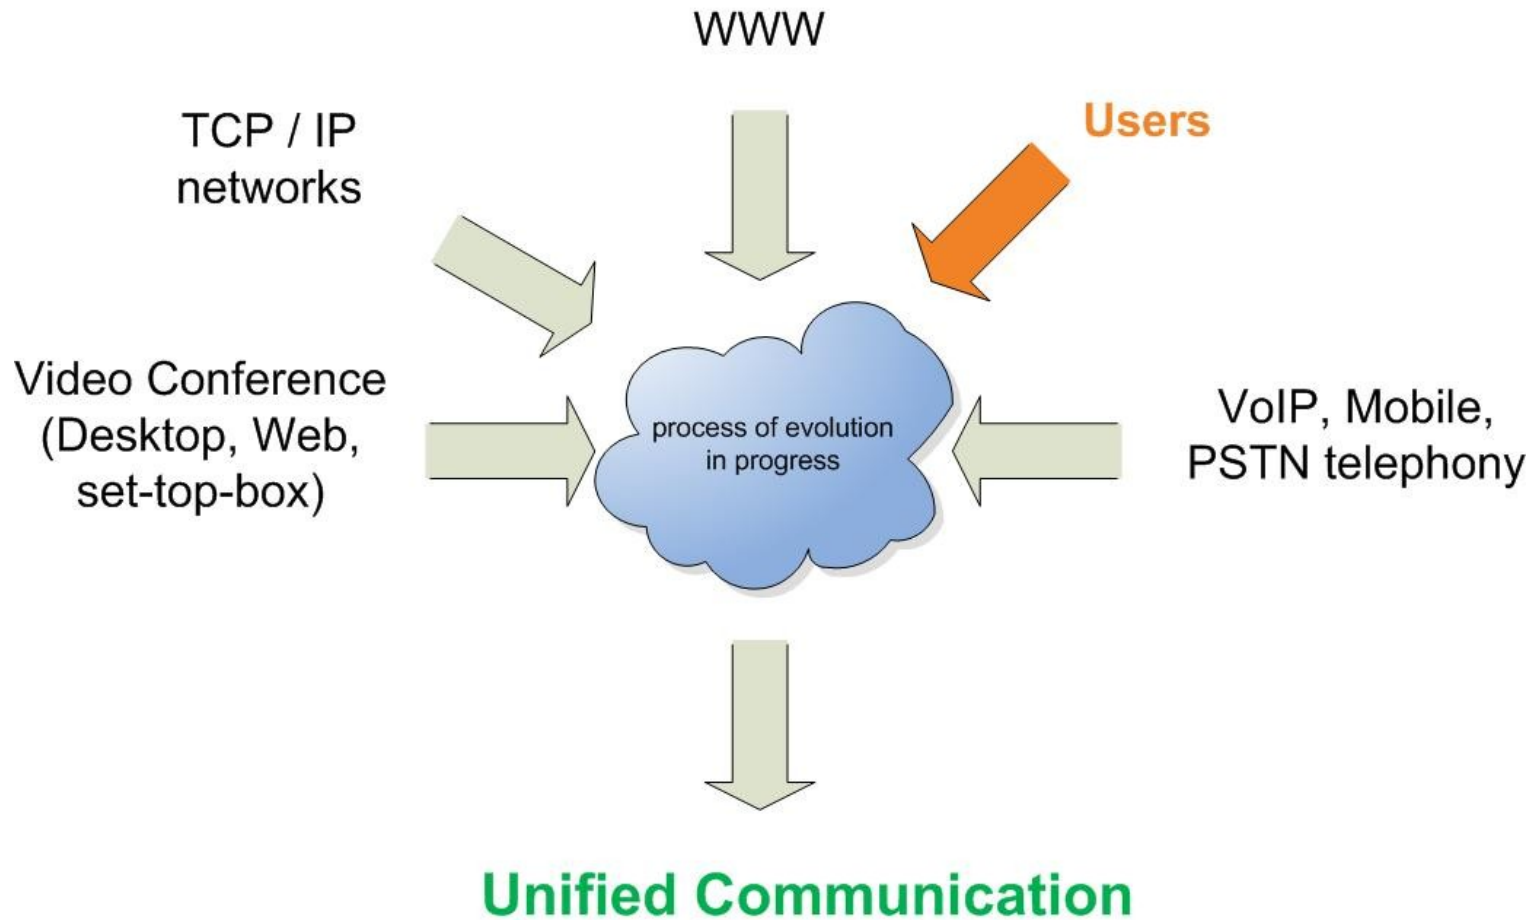 WWW
TCP / IP
networks
Users
Video Conference
(Desktop, Web,
set-top-box)
process of evolution
in progress
VoIP, Mobile,
PSTN telephony
Unified Communication